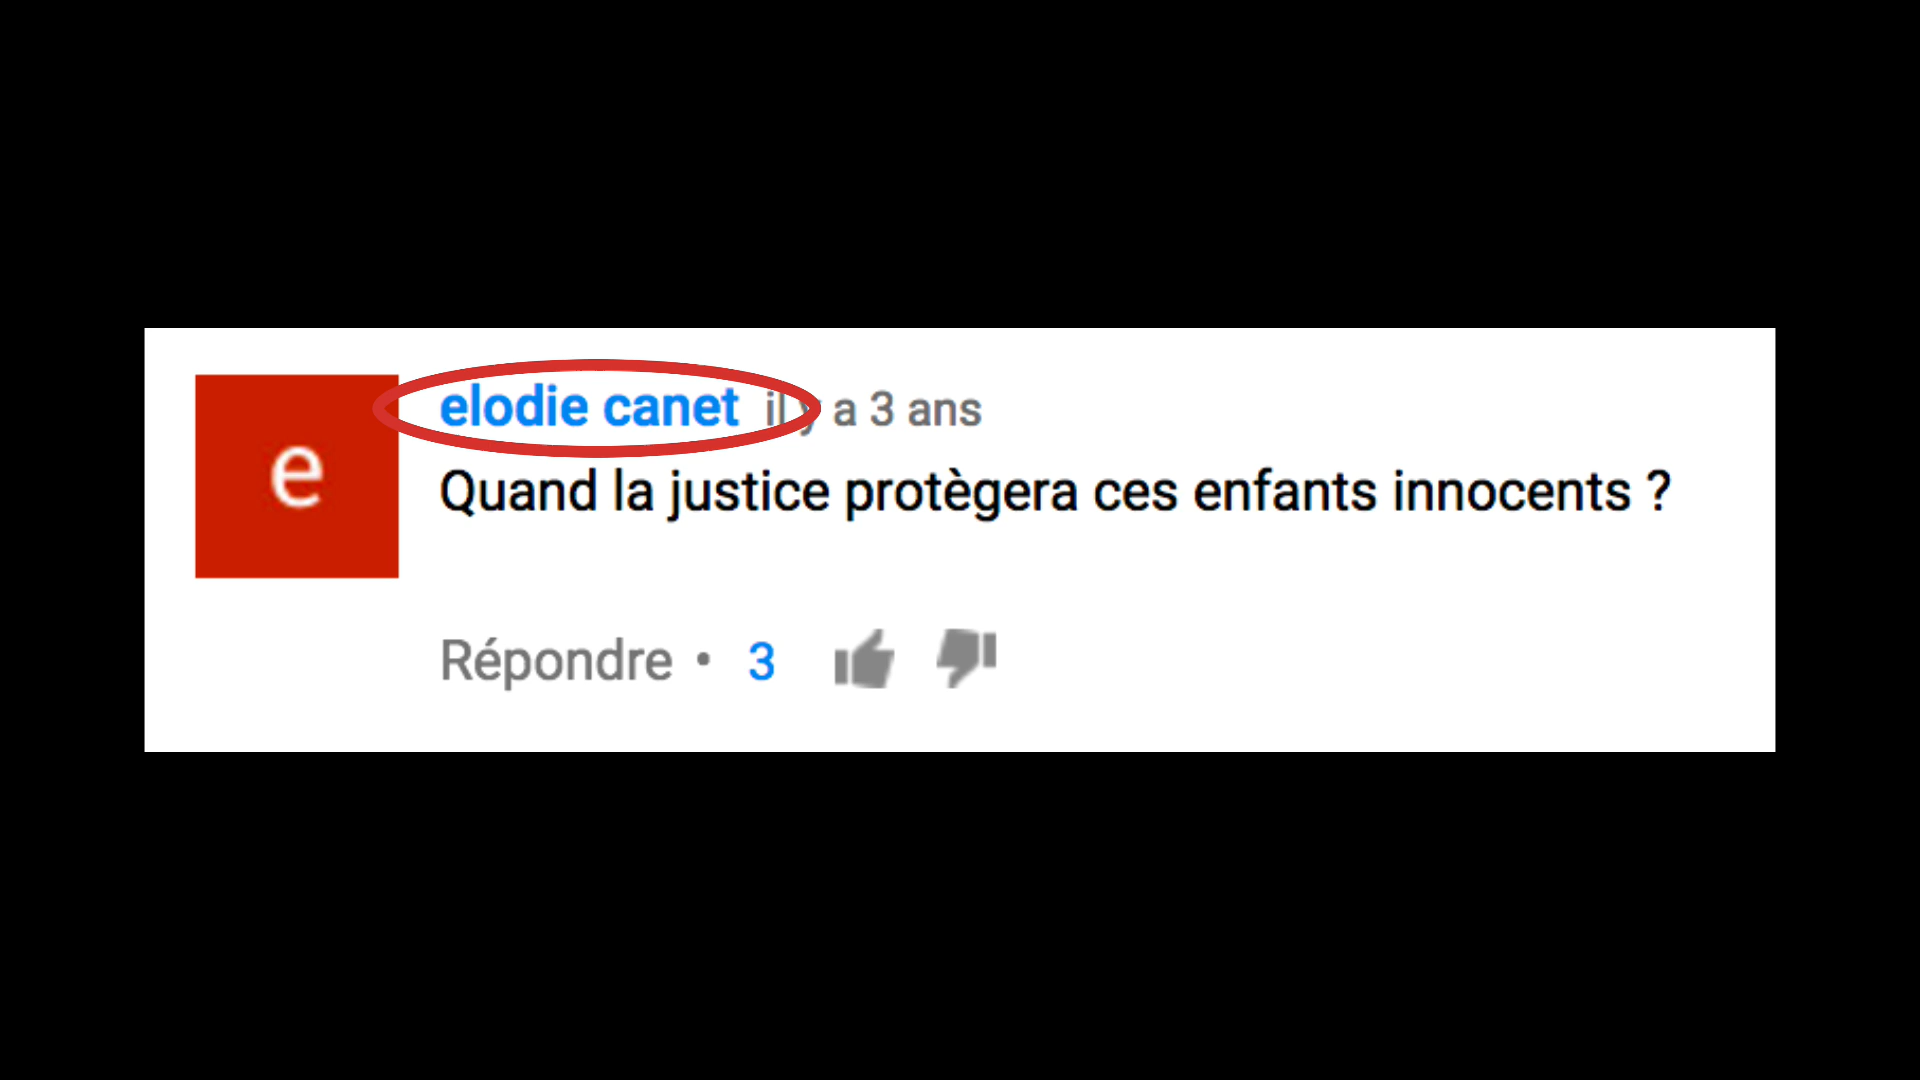 e
elodie canet il y a 3 ans
Quand la justice protègera ces enfants innocents ?
Répondre • 3